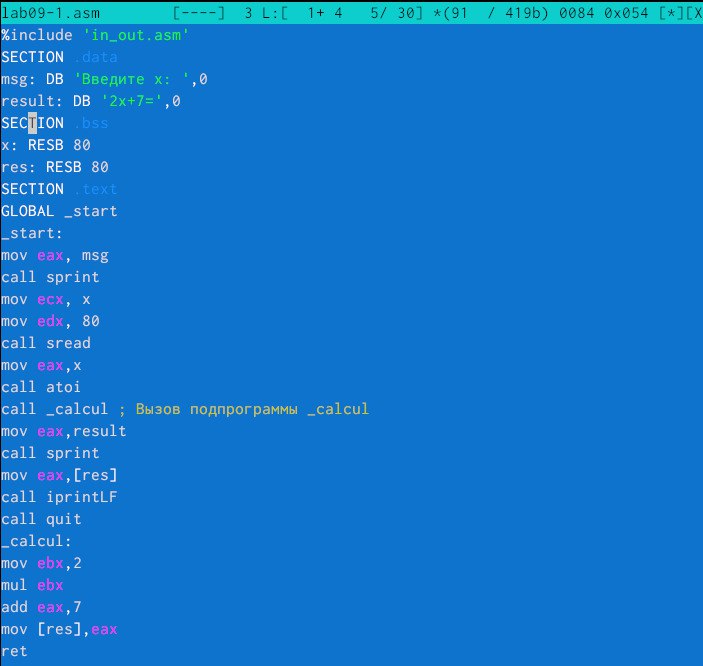 lab09-1.asm [----] 3 L:[ 1+ 4 5/ 30] *(91 / 419b) 0084 0x054 [*][X
%include 'in_out.asm'
SECTION .data
msg: DB 'Введите x: ',0
result: DB '2x+7=',0
SECTION .bss
x: RESB 80
res: RESB 80
SECTION .text
GLOBAL _start
_start:
mov eax, msg
call sprint
mov ecx, x
mov edx, 80
call sread
mov eax,x
call atoi
call _calcul ; Вызов подпрограммы _calcul
mov eax,result
call sprint
mov eax,[res]
call iprintLF
call quit
_calcul:
mov ebx,2
mul ebx
add eax,7
mov [res],eax
ret